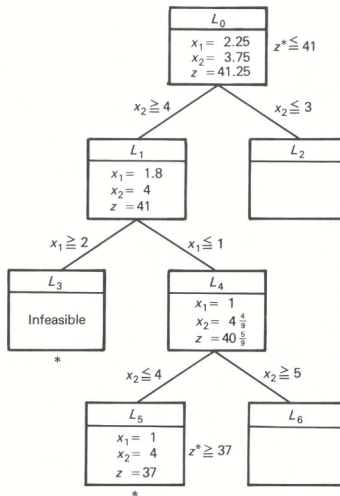 L₀
x₁ = 2.25
x₂ = 3.75
z = 41.25
z* ≦ 41
x₂ ≧ 4
x₂ ≦ 3
L₁
x₁ = 1.8
x₂ = 4
z = 41
L₂
x₁ ≧ 2
x₁ ≦ 1
L₃
Infeasible
*
L₄
x₁ = 1
x₂ = 4 4/9
z = 40 5/9
x₂ ≦ 4
x₂ ≧ 5
L₅
x₁ = 1
x₂ = 4
z = 37
*
z* ≧ 37
L₆